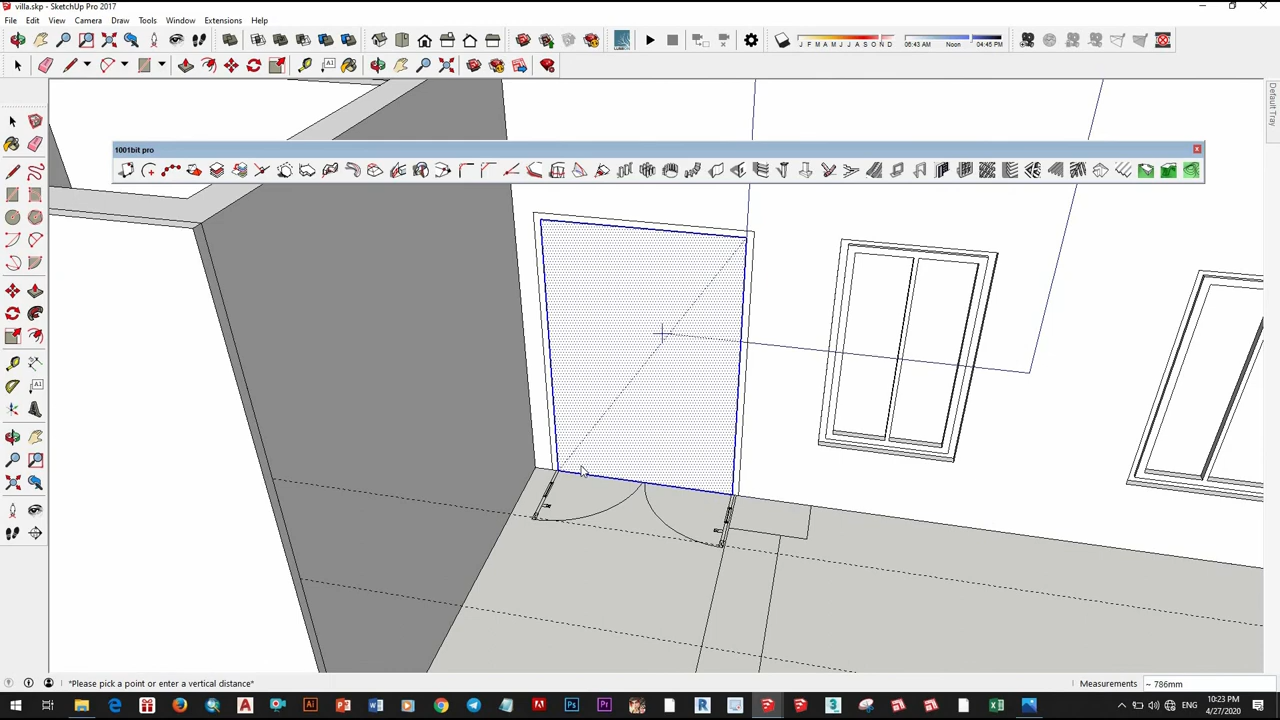 villa.skp - SketchUp Pro 2017
File Edit View Camera Draw Tools Window Extensions Help
J F M A M J J A S O N D
06:43 AM Noon 04:45 PM
1001bit pro
Default Tray
*Please pick a point or enter a vertical distance*
Measurements ~ 786mm
ENG
10:23 PM
4/27/2020